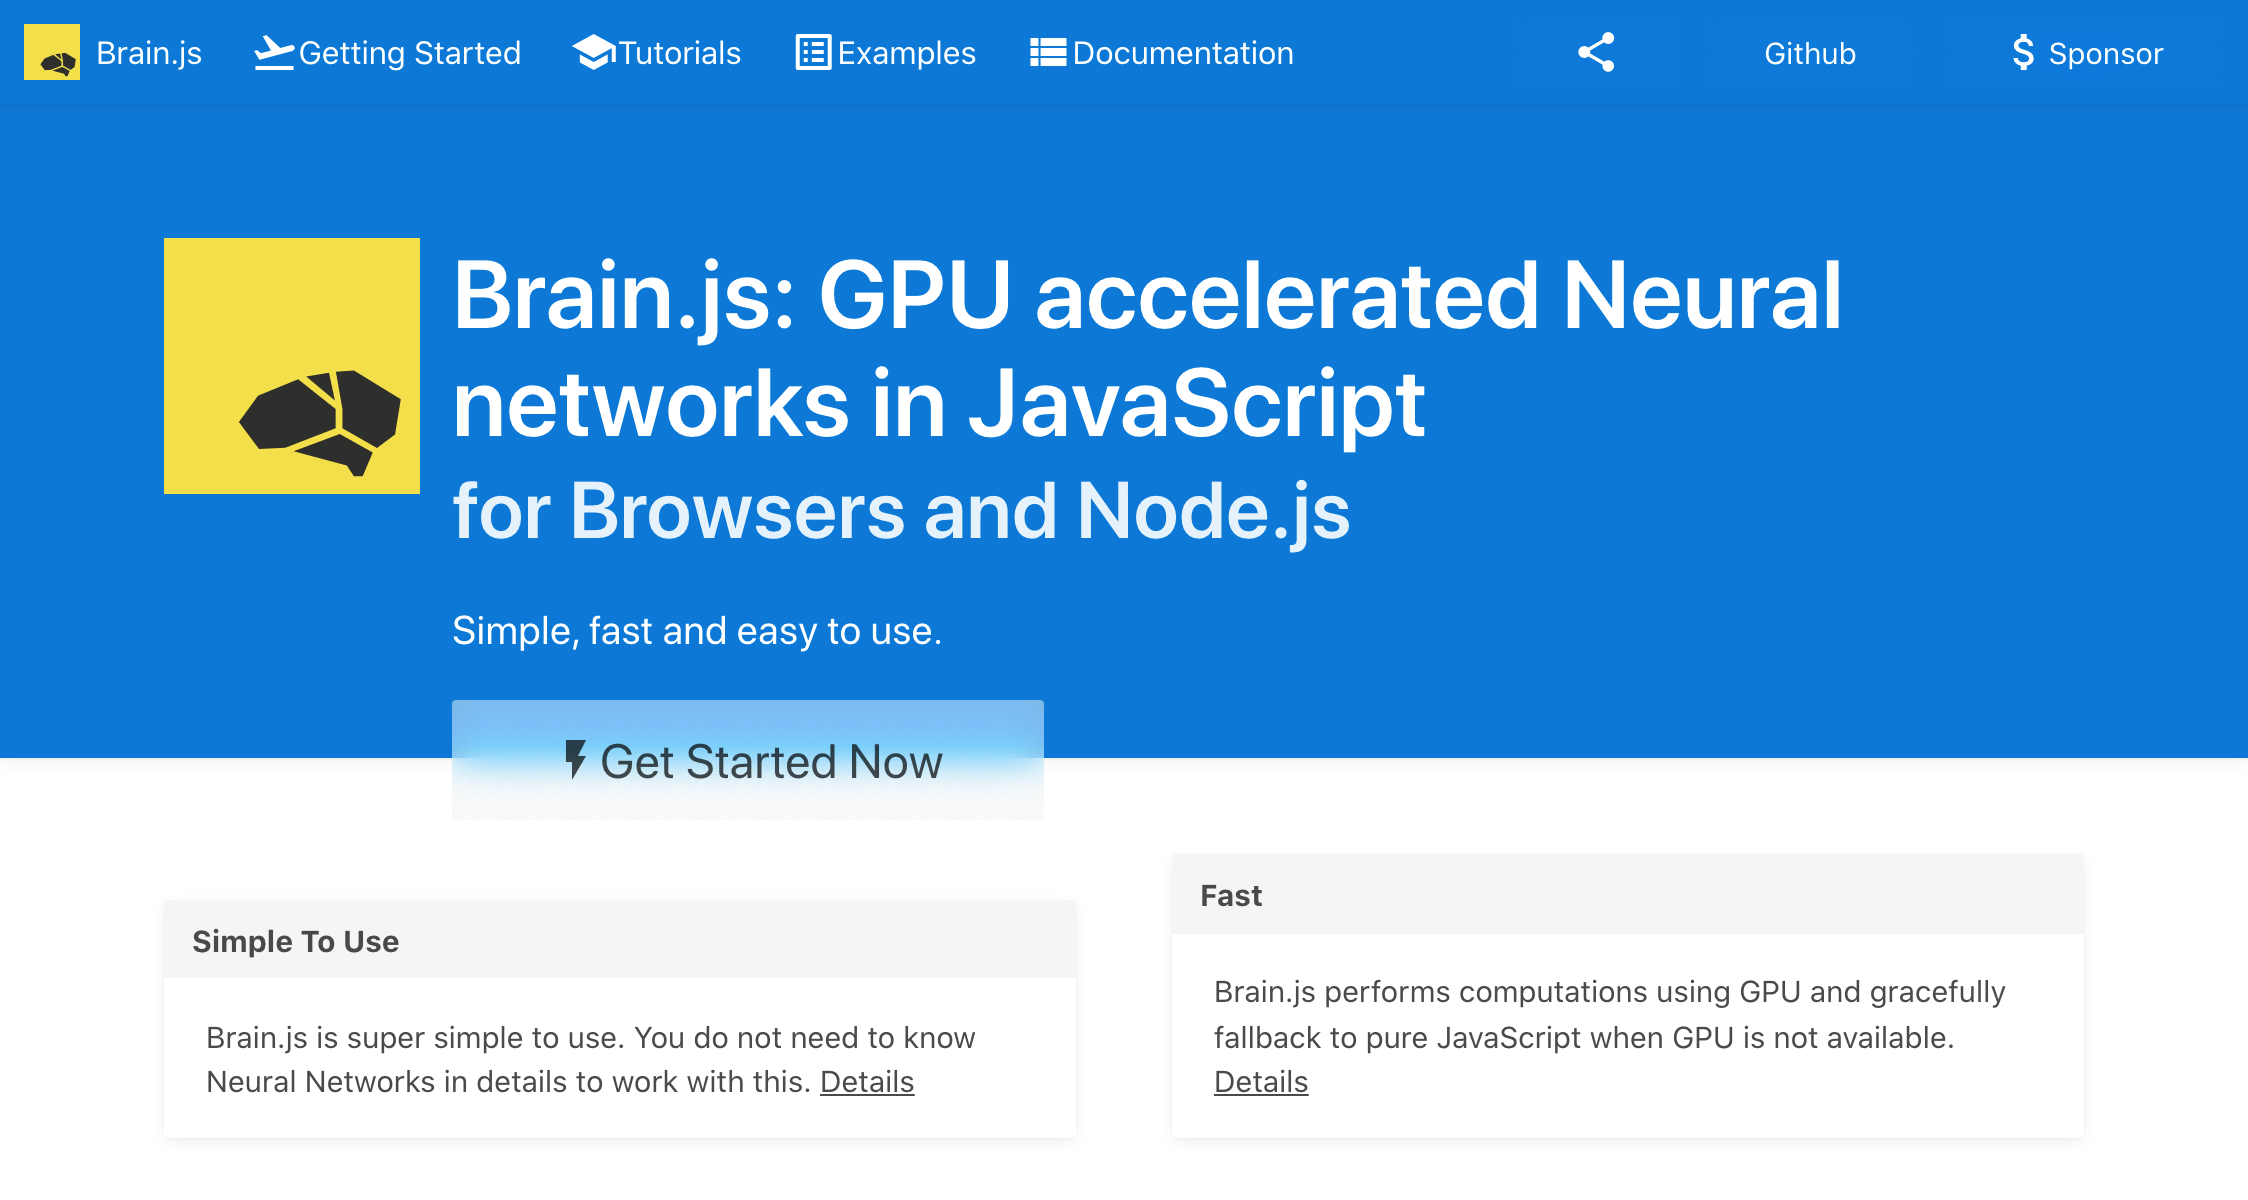 Brain.js Getting Started Tutorials Examples Documentation Github $ Sponsor
Brain.js: GPU accelerated Neural
networks in JavaScript
for Browsers and Node.js
Simple, fast and easy to use.
Get Started Now
Simple To Use
Brain.js is super simple to use. You do not need to know
Neural Networks in details to work with this. Details
Fast
Brain.js performs computations using GPU and gracefully
fallback to pure JavaScript when GPU is not available.
Details